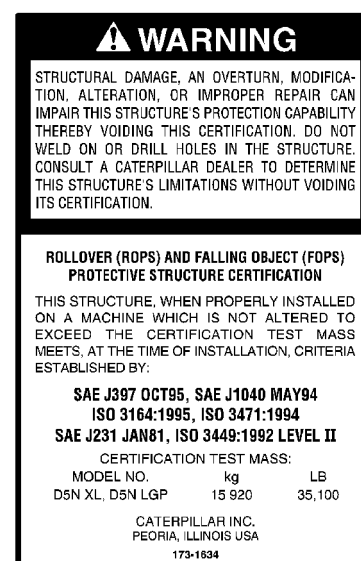 WARNING
STRUCTURAL DAMAGE, AN OVERTURN, MODIFICA-
TION, ALTERATION, OR IMPROPER REPAIR CAN
IMPAIR THIS STRUCTURE'S PROTECTION CAPABILITY
THEREBY VOIDING THIS CERTIFICATION. DO NOT
WELD ON OR DRILL HOLES IN THE STRUCTURE.
CONSULT A CATERPILLAR DEALER TO DETERMINE
THIS STRUCTURE'S LIMITATIONS WITHOUT VOIDING
ITS CERTIFICATION.
ROLLOVER (ROPS) AND FALLING OBJECT (FOPS)
PROTECTIVE STRUCTURE CERTIFICATION
THIS STRUCTURE, WHEN PROPERLY INSTALLED
ON A MACHINE WHICH IS NOT ALTERED TO
EXCEED THE CERTIFICATION TEST MASS
MEETS, AT THE TIME OF INSTALLATION, CRITERIA
ESTABLISHED BY:
SAE J397 OCT95, SAE J1040 MAY94
ISO 3164:1995, ISO 3471:1994
SAE J231 JAN81, ISO 3449:1992 LEVEL II
CERTIFICATION TEST MASS:
MODEL NO. kg LB
D5N XL, D5N LGP 15 920 35,100
CATERPILLAR INC.
PEORIA, ILLINOIS USA
173-1634